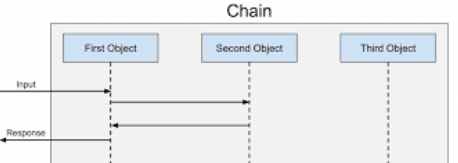 Chain
First Object
Second Object
Third Object
Input
Response